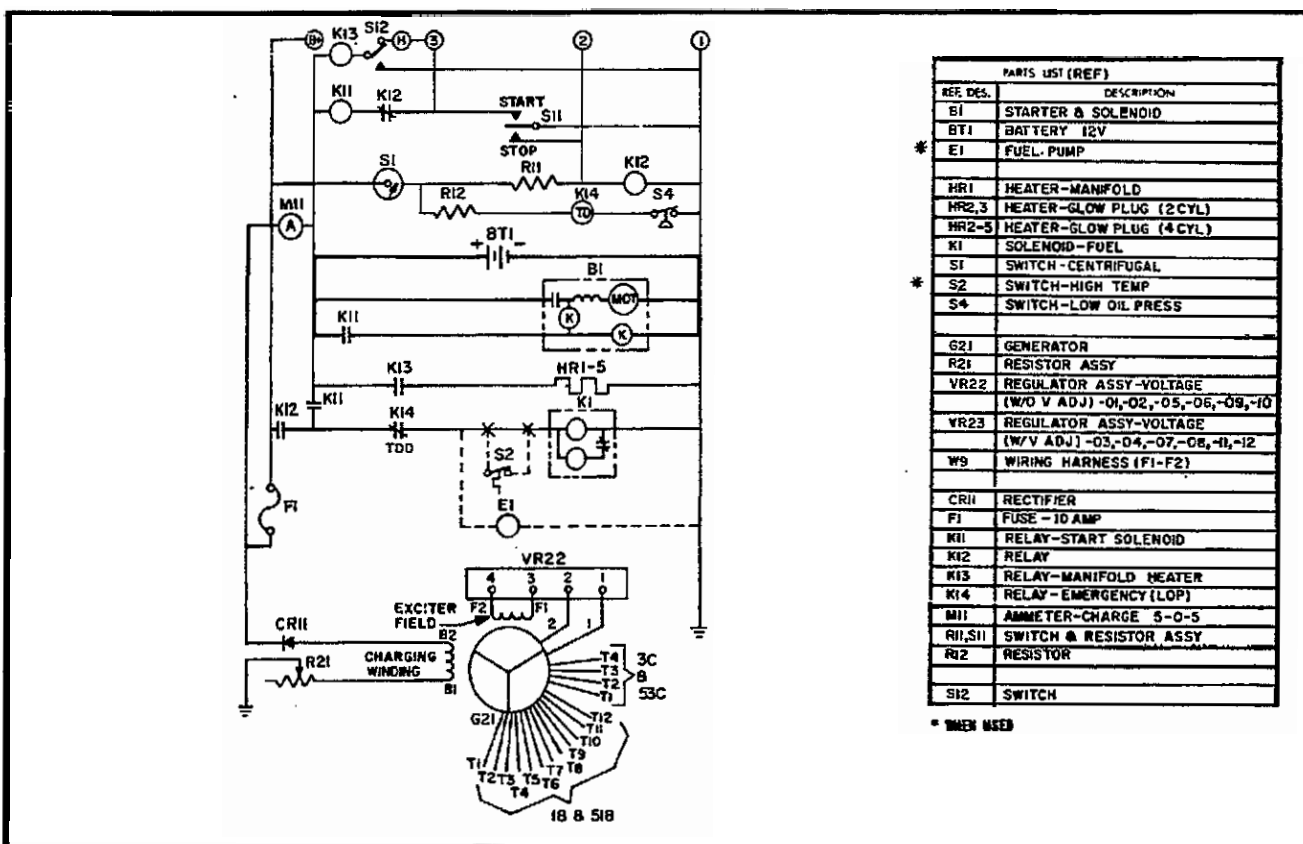 K13 S12 B+ H 3 2 1
K11 K12 START S11
STOP
S1 R11 K12
R12 K14 TD S4
M11
A
+ BT1 -
B1
MOT
K
K11 K
K13 HR1-5
K11
K12 K14 K1
TDD
S2
F1
E1
VR22
4 3 2 1
F2 F1
EXCITER
FIELD
2 1
CR11 B2
R21 CHARGING
WINDING
B1
T4
T3
T2
T1
3C
&
53C
G21
T12
T11
T10
T9
T8
T7
T6
T5
T4
T3
T2
T1
18 & 518
PARTS LIST (REF)
REF. DES. DESCRIPTION
B1 STARTER & SOLENOID
BT1 BATTERY 12V
* E1 FUEL PUMP
HR1 HEATER-MANIFOLD
HR2,3 HEATER-GLOW PLUG (2CYL)
HR2-5 HEATER-GLOW PLUG (4CYL)
K1 SOLENOID-FUEL
S1 SWITCH-CENTRIFUGAL
* S2 SWITCH-HIGH TEMP
S4 SWITCH-LOW OIL PRESS
G21 GENERATOR
R21 RESISTOR ASSY
VR22 REGULATOR ASSY-VOLTAGE
(W/O V ADJ) -01,-02,-05,-06,-09,-10
VR23 REGULATOR ASSY-VOLTAGE
(W/V ADJ) -03,-04,-07,-08,-11,-12
W9 WIRING HARNESS (F1-F2)
CR11 RECTIFIER
F1 FUSE-10 AMP
K11 RELAY-START SOLENOID
K12 RELAY
K13 RELAY-MANIFOLD HEATER
K14 RELAY-EMERGENCY (LOP)
M11 AMMETER-CHARGE 5-0-5
R11,S11 SWITCH & RESISTOR ASSY
R12 RESISTOR
S12 SWITCH
* WHEN USED